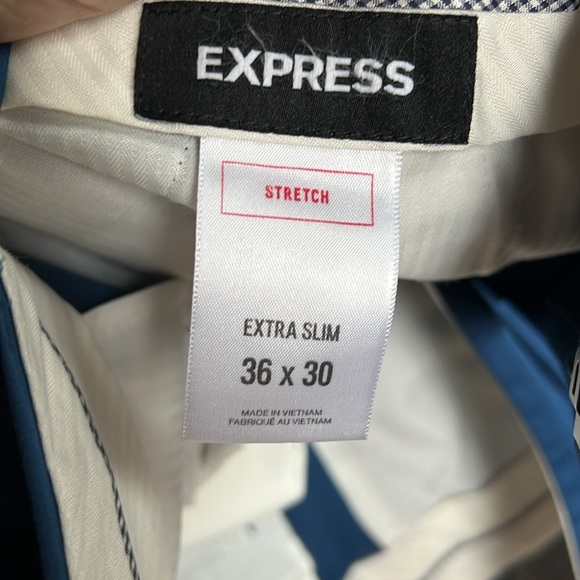 EXPRESS
STRETCH
EXTRA SLIM
36 x 30
MADE IN VIETNAM
FABRIQUÉ AU VIETNAM